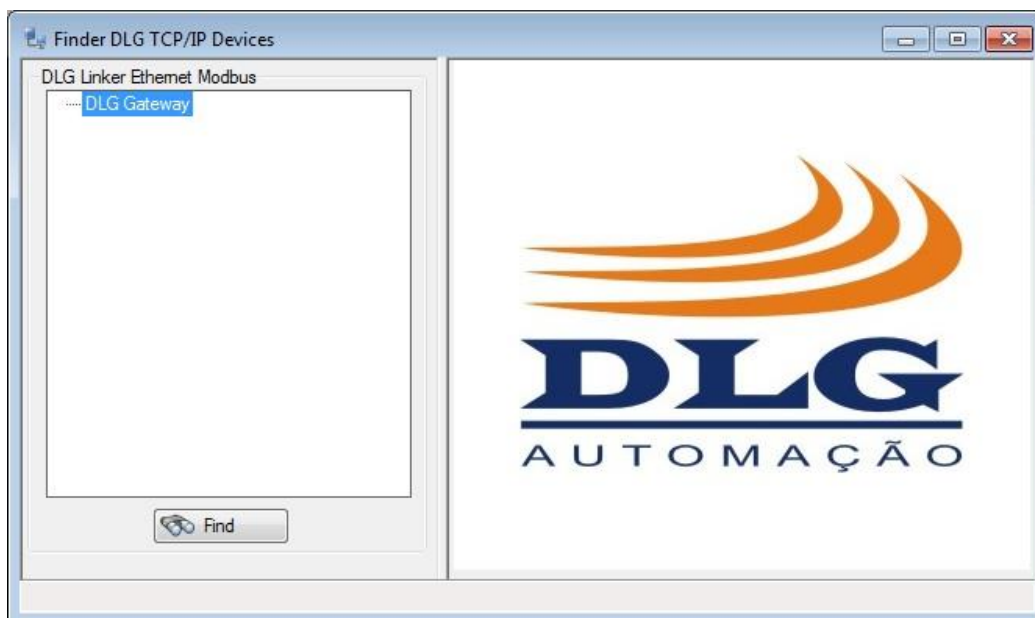 Finder DLG TCP/IP Devices
DLG Linker Ethernet Modbus
DLG Gateway
Find
DLG
AUTOMAÇÃO